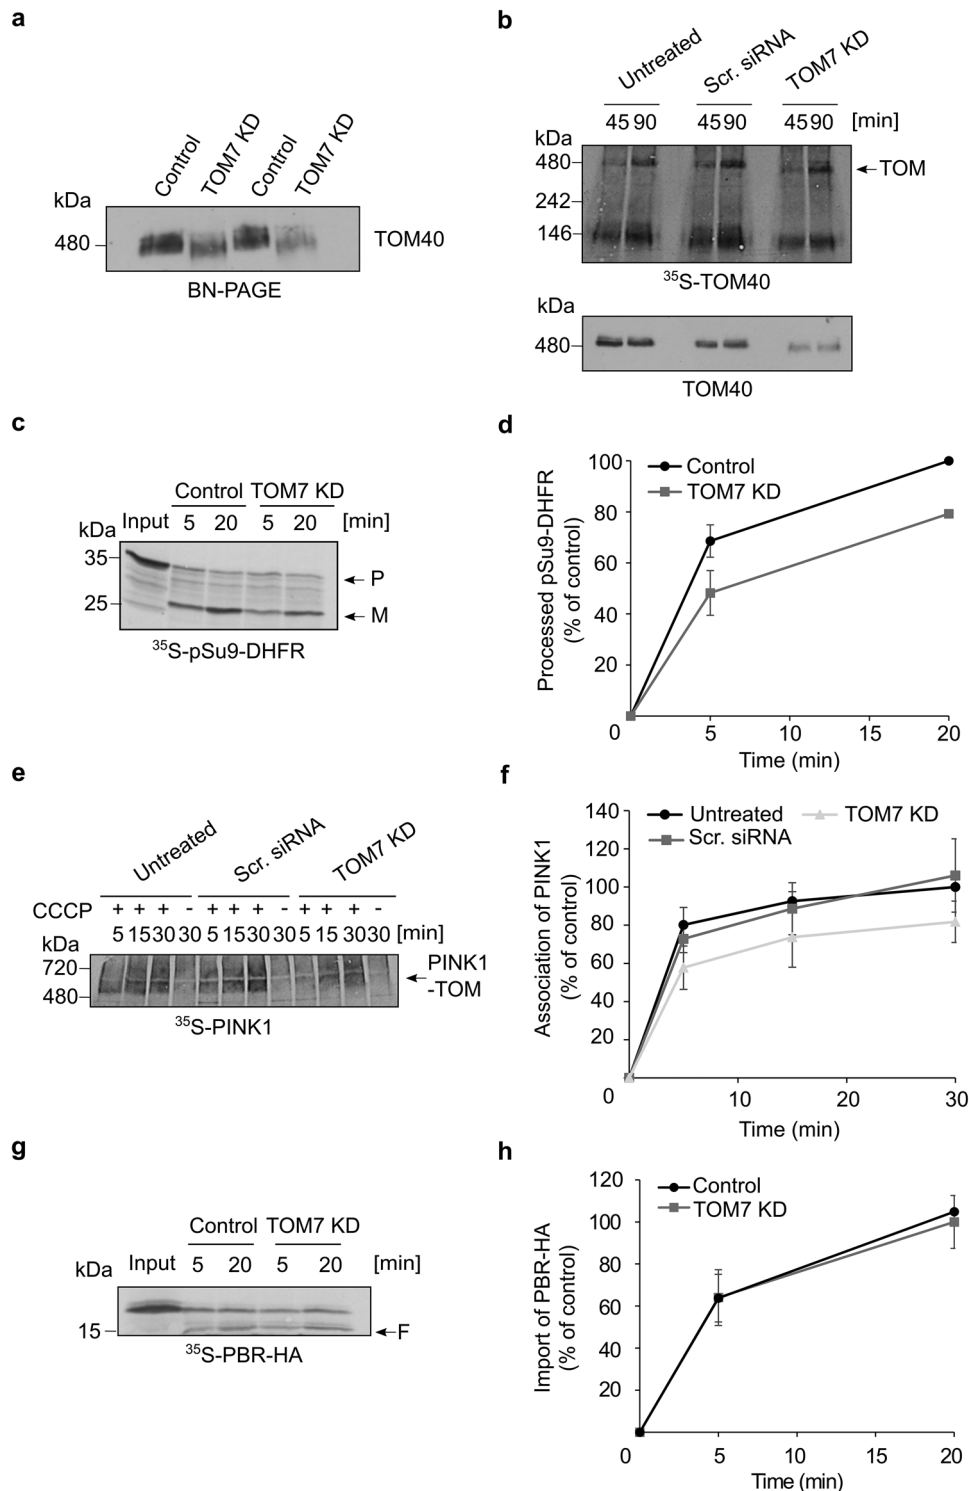 a
Control
TOM7 KD
Control
TOM7 KD
kDa
480
TOM40
BN-PAGE
b
Untreated
Scr. siRNA
TOM7 KD
45 90 45 90 45 90 [min]
kDa
480
TOM
242
146
35S-TOM40
kDa
480
TOM40
c
Control TOM7 KD
Input 5 20 5 20 [min]
kDa
35
P
25
M
35S-pSu9-DHFR
d
Processed pSu9-DHFR
(% of control)
100
80
60
40
20
0
Control
TOM7 KD
5 10 15 20
Time (min)
e
Untreated
Scr. siRNA
TOM7 KD
CCCP + + + - + + + - + + + -
5 15 30 30 5 15 30 30 5 15 30 30 [min]
kDa
720
480
PINK1
-TOM
35S-PINK1
f
Association of PINK1
(% of control)
140
120
100
80
60
40
20
0
Untreated
TOM7 KD
Scr. siRNA
10 20 30
Time (min)
g
Control TOM7 KD
Input 5 20 5 20 [min]
kDa
15
F
35S-PBR-HA
h
Import of PBR-HA
(% of control)
120
100
80
60
40
20
0
Control
TOM7 KD
5 10 15 20
Time (min)